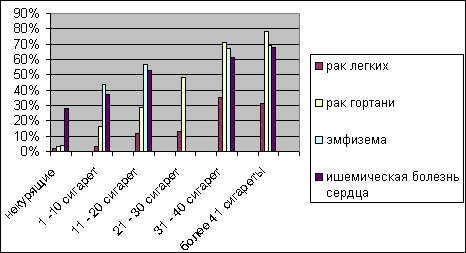 90%
80%
70%
60%
50%
40%
30%
20%
10%
0%
некурящие
1 -10 сигарет
11 - 20 сигарет
21 - 30 сигарет
31 - 40 сигарет
более 41 сигареты
рак легких
рак гортани
эмфизема
ишемическая болезнь
сердца